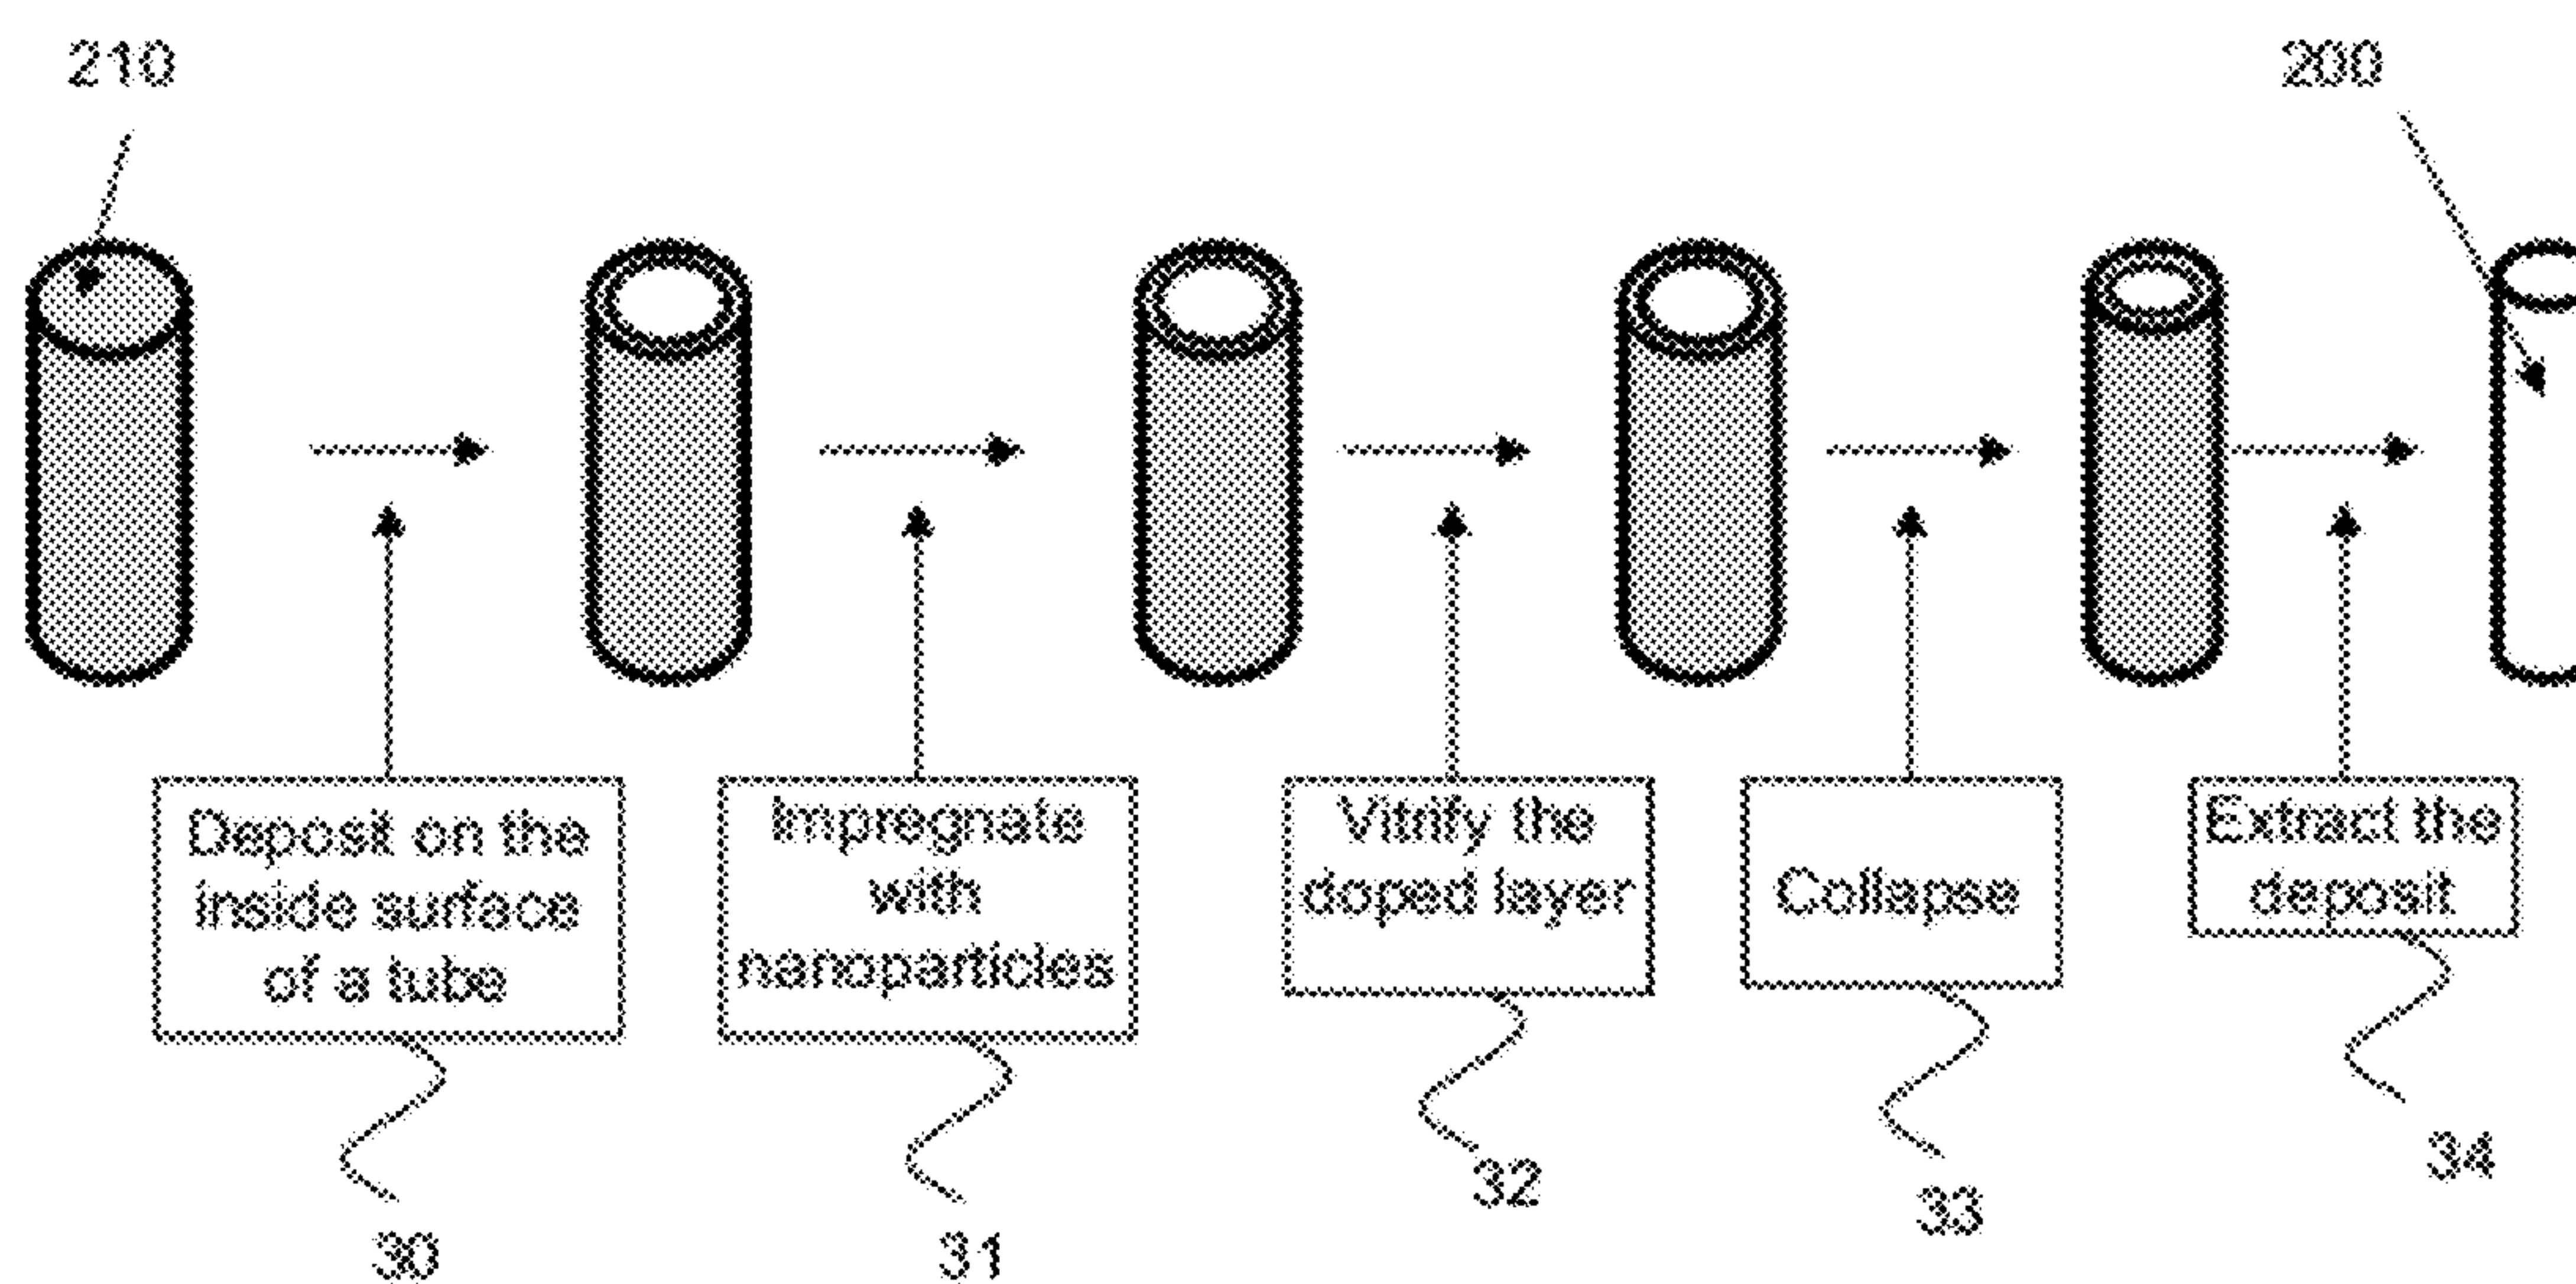 210
200
Deposit on the
inside surface
of a tube
Impregnate
with
nanoparticles
Vitrify the
doped layer
Collapse
Extract the
deposit
30
31
32
33
34